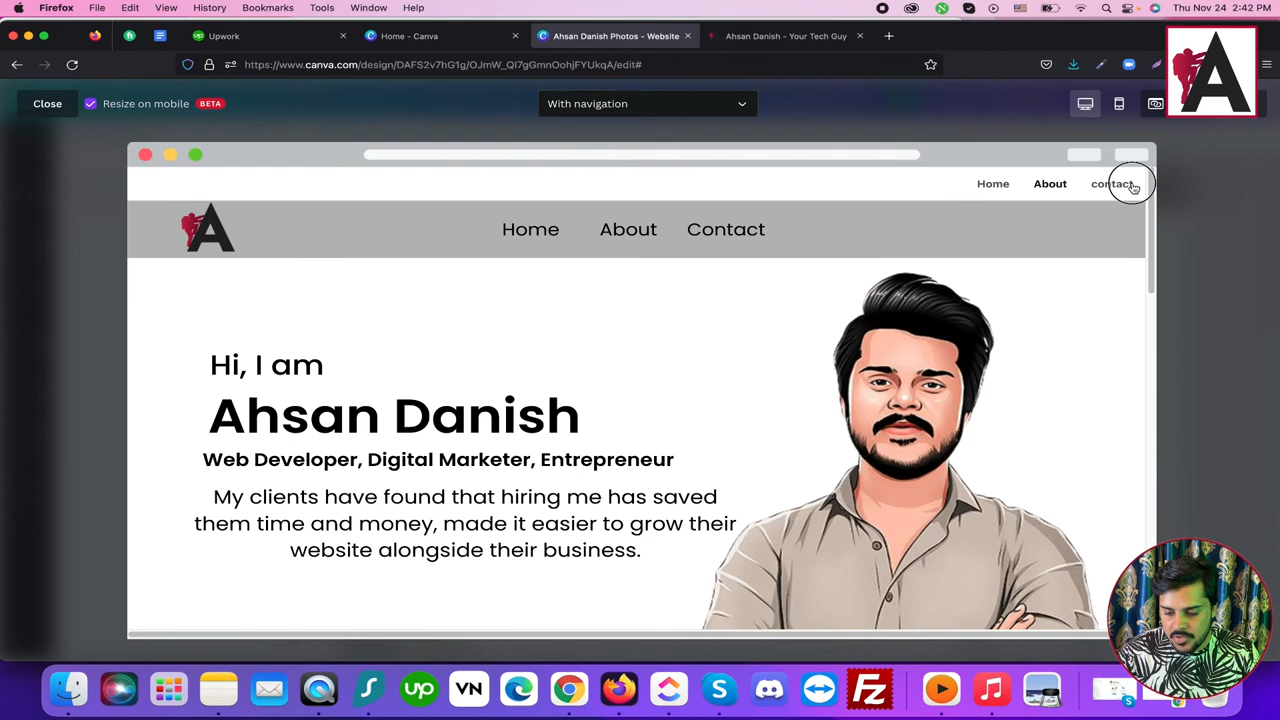 Firefox File Edit View History Bookmarks Tools Window Help Thu Nov 24 2:42 PM
Upwork Home - Canva Ahsan Danish Photos - Website Ahsan Danish - Your Tech Guy
https://www.canva.com/design/DAFS2v7hG1g/OJmW_QI7gGmnOohjFYUkqA/edit#
Close Resize on mobile BETA With navigation
A
Home About contact
A Home About Contact
Hi, I am
Ahsan Danish
Web Developer, Digital Marketer, Entrepreneur
My clients have found that hiring me has saved
them time and money, made it easier to grow their
website alongside their business.
up VN Fz